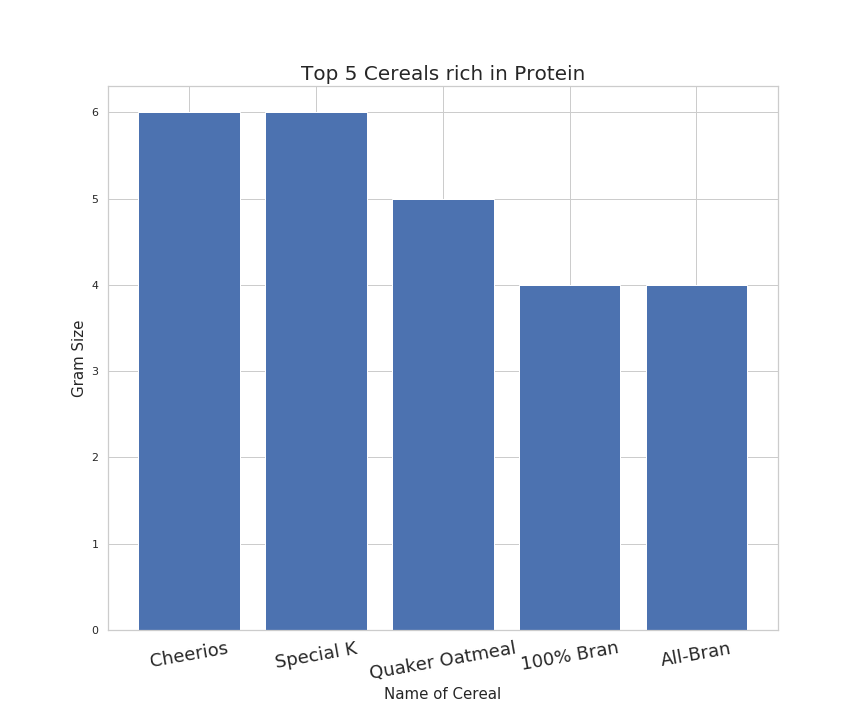 Top 5 Cereals rich in Protein
6
5
4
3
2
1
0
Gram Size
Cheerios
Special K
Quaker Oatmeal
100% Bran
All-Bran
Name of Cereal